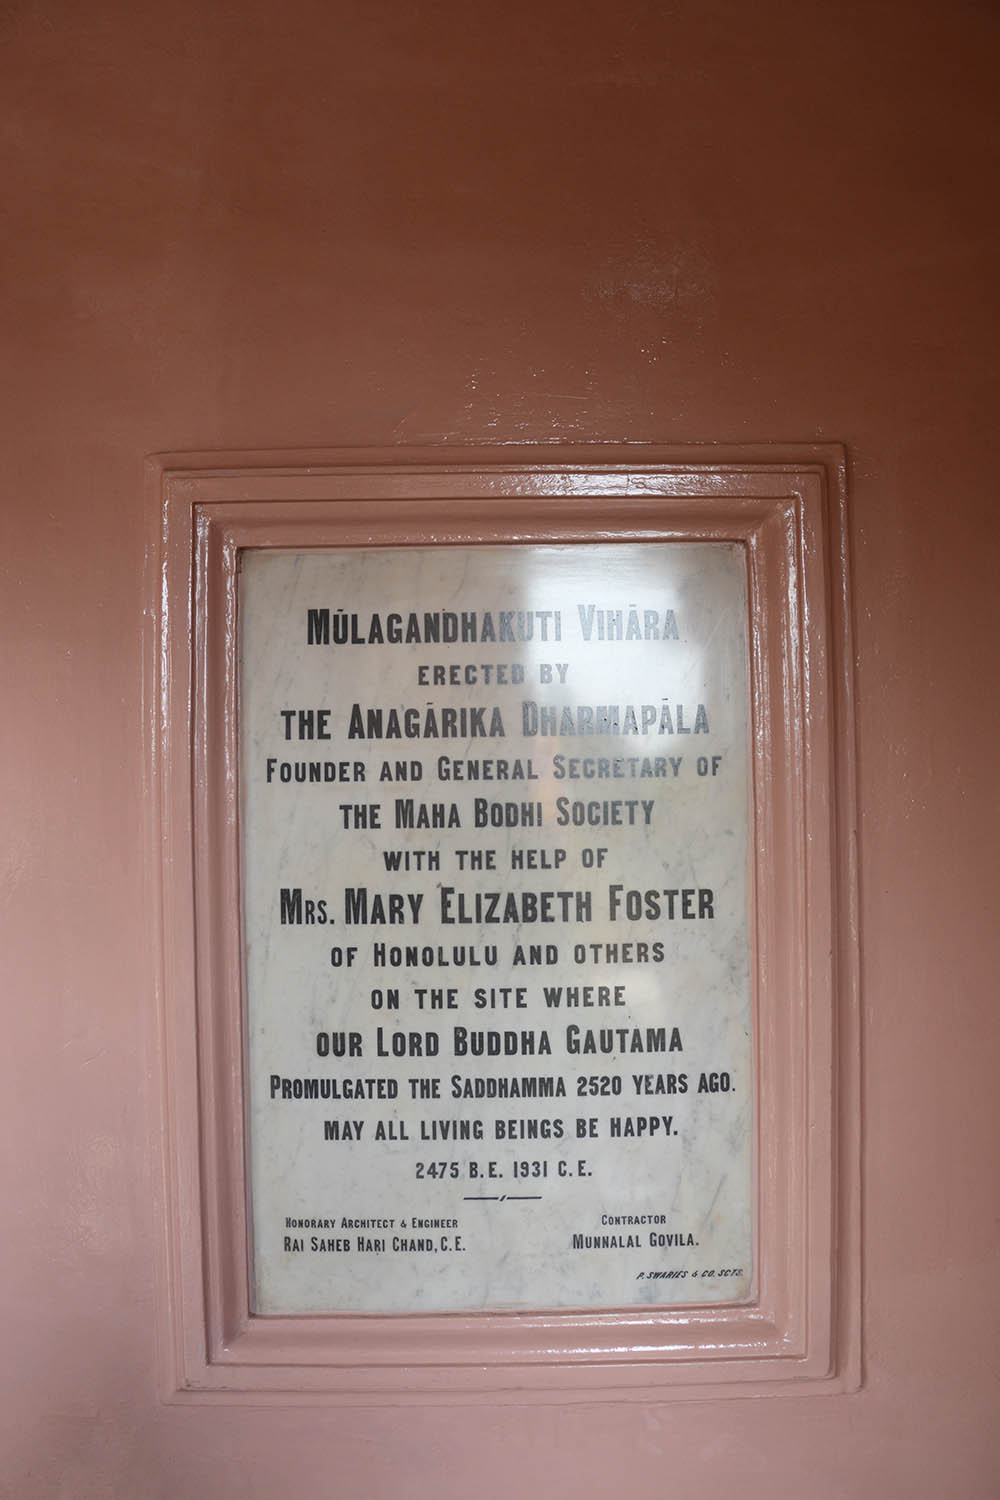 MŪLAGANDHAKUTI VIHĀRA
ERECTED BY
THE ANAGĀRIKA DHARMAPĀLA
FOUNDER AND GENERAL SECRETARY OF
THE MAHA BODHI SOCIETY
WITH THE HELP OF
MRS. MARY ELIZABETH FOSTER
OF HONOLULU AND OTHERS
ON THE SITE WHERE
OUR LORD BUDDHA GAUTAMA
PROMULGATED THE SADDHAMMA 2520 YEARS AGO.
MAY ALL LIVING BEINGS BE HAPPY.
2475 B.E. 1931 C.E.
HONORARY ARCHITECT & ENGINEER
RAI SAHEB HARI CHAND, C.E.
CONTRACTOR
MUNNALAL GOVILA.
P. SWARIES & CO. SCTS.